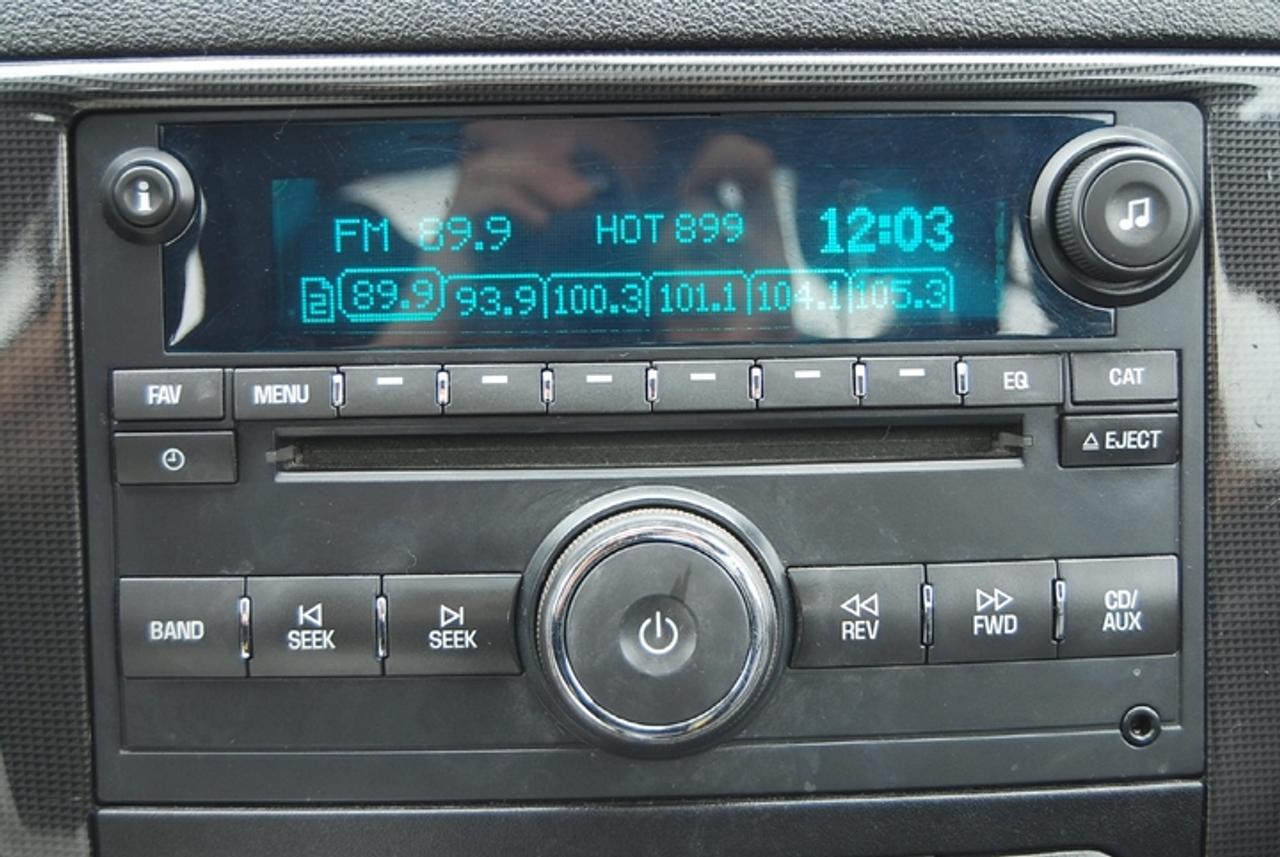 i
FM 89.9 HOT 899 12:03
2 89.9 93.9 100.3 101.1 104.1 105.3
FAV MENU EQ CAT
EJECT
BAND SEEK SEEK REV FWD CD/
AUX